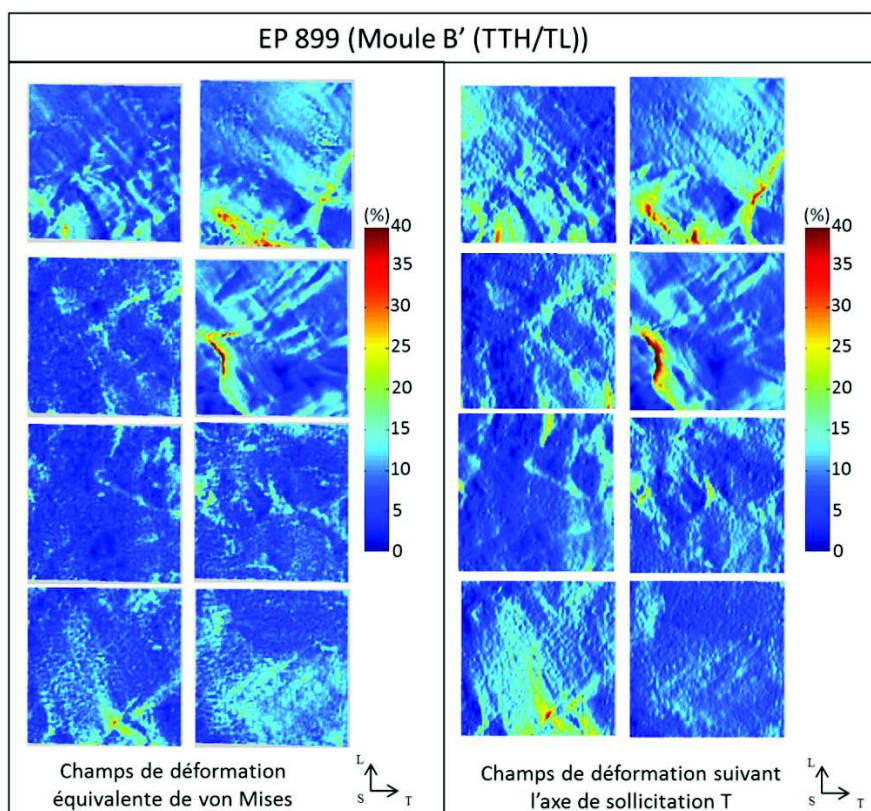 EP 899 (Moule B’ (TTH/TL))
(%)
40
35
30
25
20
15
10
5
0
(%)
40
35
30
25
20
15
10
5
0
Champs de déformation
équivalente de von Mises
L
S T
Champs de déformation suivant
l’axe de sollicitation T
L
S T